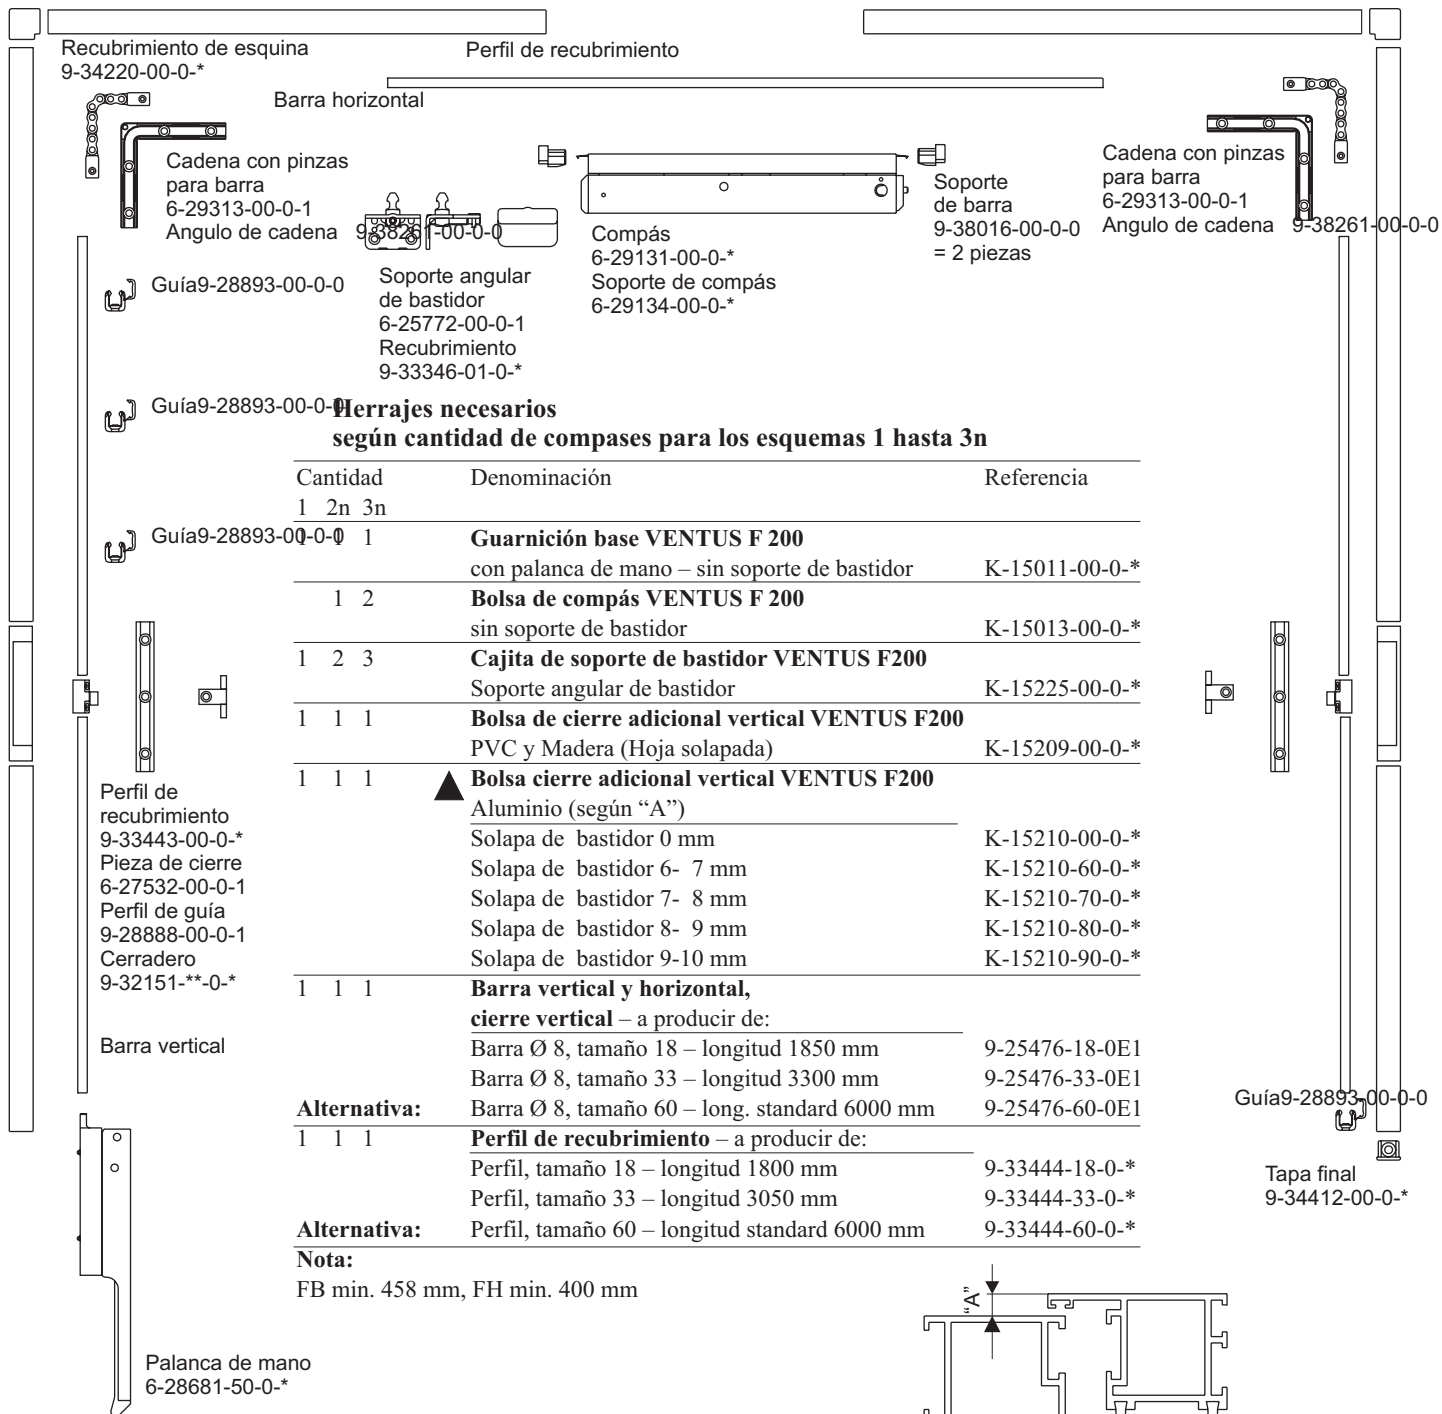 Recubrimiento de esquina
9-34220-00-0-*
Perfil de recubrimiento
Barra horizontal
Cadena con pinzas
para barra
6-29313-00-0-1
Angulo de cadena 9-38261-00-0-0
Soporte angular
de bastidor
6-25772-00-0-1
Recubrimiento
9-33346-01-0-*
Compás
6-29131-00-0-*
Soporte de compás
6-29134-00-0-*
Soporte
de barra
9-38016-00-0-0
= 2 piezas
Cadena con pinzas
para barra
6-29313-00-0-1
Angulo de cadena 9-38261-00-0-0
Guía9-28893-00-0-0
Guía9-28893-00-0-0
Guía9-28893-00-0-0
Herrajes necesarios
según cantidad de compases para los esquemas 1 hasta 3n
Cantidad Denominación Referencia
1 2n 3n
1 1 1 Guarnición base VENTUS F 200
con palanca de mano – sin soporte de bastidor K-15011-00-0-*
1 2 Bolsa de compás VENTUS F 200
sin soporte de bastidor K-15013-00-0-*
1 2 3 Cajita de soporte de bastidor VENTUS F200
Soporte angular de bastidor K-15225-00-0-*
1 1 1 Bolsa de cierre adicional vertical VENTUS F200
PVC y Madera (Hoja solapada) K-15209-00-0-*
1 1 1 Bolsa cierre adicional vertical VENTUS F200
Aluminio (según “A”)
Solapa de bastidor 0 mm K-15210-00-0-*
Solapa de bastidor 6- 7 mm K-15210-60-0-*
Solapa de bastidor 7- 8 mm K-15210-70-0-*
Solapa de bastidor 8- 9 mm K-15210-80-0-*
Solapa de bastidor 9-10 mm K-15210-90-0-*
1 1 1 Barra vertical y horizontal,
cierre vertical – a producir de:
Barra Ø 8, tamaño 18 – longitud 1850 mm 9-25476-18-0E1
Barra Ø 8, tamaño 33 – longitud 3300 mm 9-25476-33-0E1
Alternativa: Barra Ø 8, tamaño 60 – long. standard 6000 mm 9-25476-60-0E1
1 1 1 Perfil de recubrimiento – a producir de:
Perfil, tamaño 18 – longitud 1800 mm 9-33444-18-0-*
Perfil, tamaño 33 – longitud 3050 mm 9-33444-33-0-*
Alternativa: Perfil, tamaño 60 – longitud standard 6000 mm 9-33444-60-0-*
Nota:
FB min. 458 mm, FH min. 400 mm
Perfil de
recubrimiento
9-33443-00-0-*
Pieza de cierre
6-27532-00-0-1
Perfil de guía
9-28888-00-0-1
Cerradero
9-32151-**-0-*
Barra vertical
Guía9-28893-00-0-0
Tapa final
9-34412-00-0-*
Palanca de mano
6-28681-50-0-*
“A”